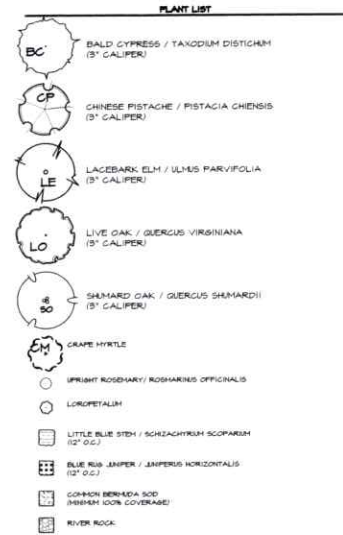 PLANT LIST
BC
BALD CYPRESS / TAXODIUM DISTICHUM
(3" CALIPER)
CP
CHINESE PISTACHE / PISTACIA CHIENSIS
(3" CALIPER)
LE
LACEBARK ELM / ULMUS PARVIFOLIA
(3" CALIPER)
LO
LIVE OAK / QUERCUS VIRGINIANA
(3" CALIPER)
SO
SHUMARD OAK / QUERCUS SHUMARDII
(3" CALIPER)
CM
CRAPE MYRTLE
UPRIGHT ROSEMARY/ ROSMARINUS OFFICINALIS
LOROPETALUM
LITTLE BLUE STEM / SCHIZACHYRIUM SCOPARIUM
(12" O.C.)
BLUE RUG JUNIPER / JUNIPERUS HORIZONTALIS
(12" O.C.)
COMMON BERMUDA SOD
(MINIMUM 100% COVERAGE)
RIVER ROCK